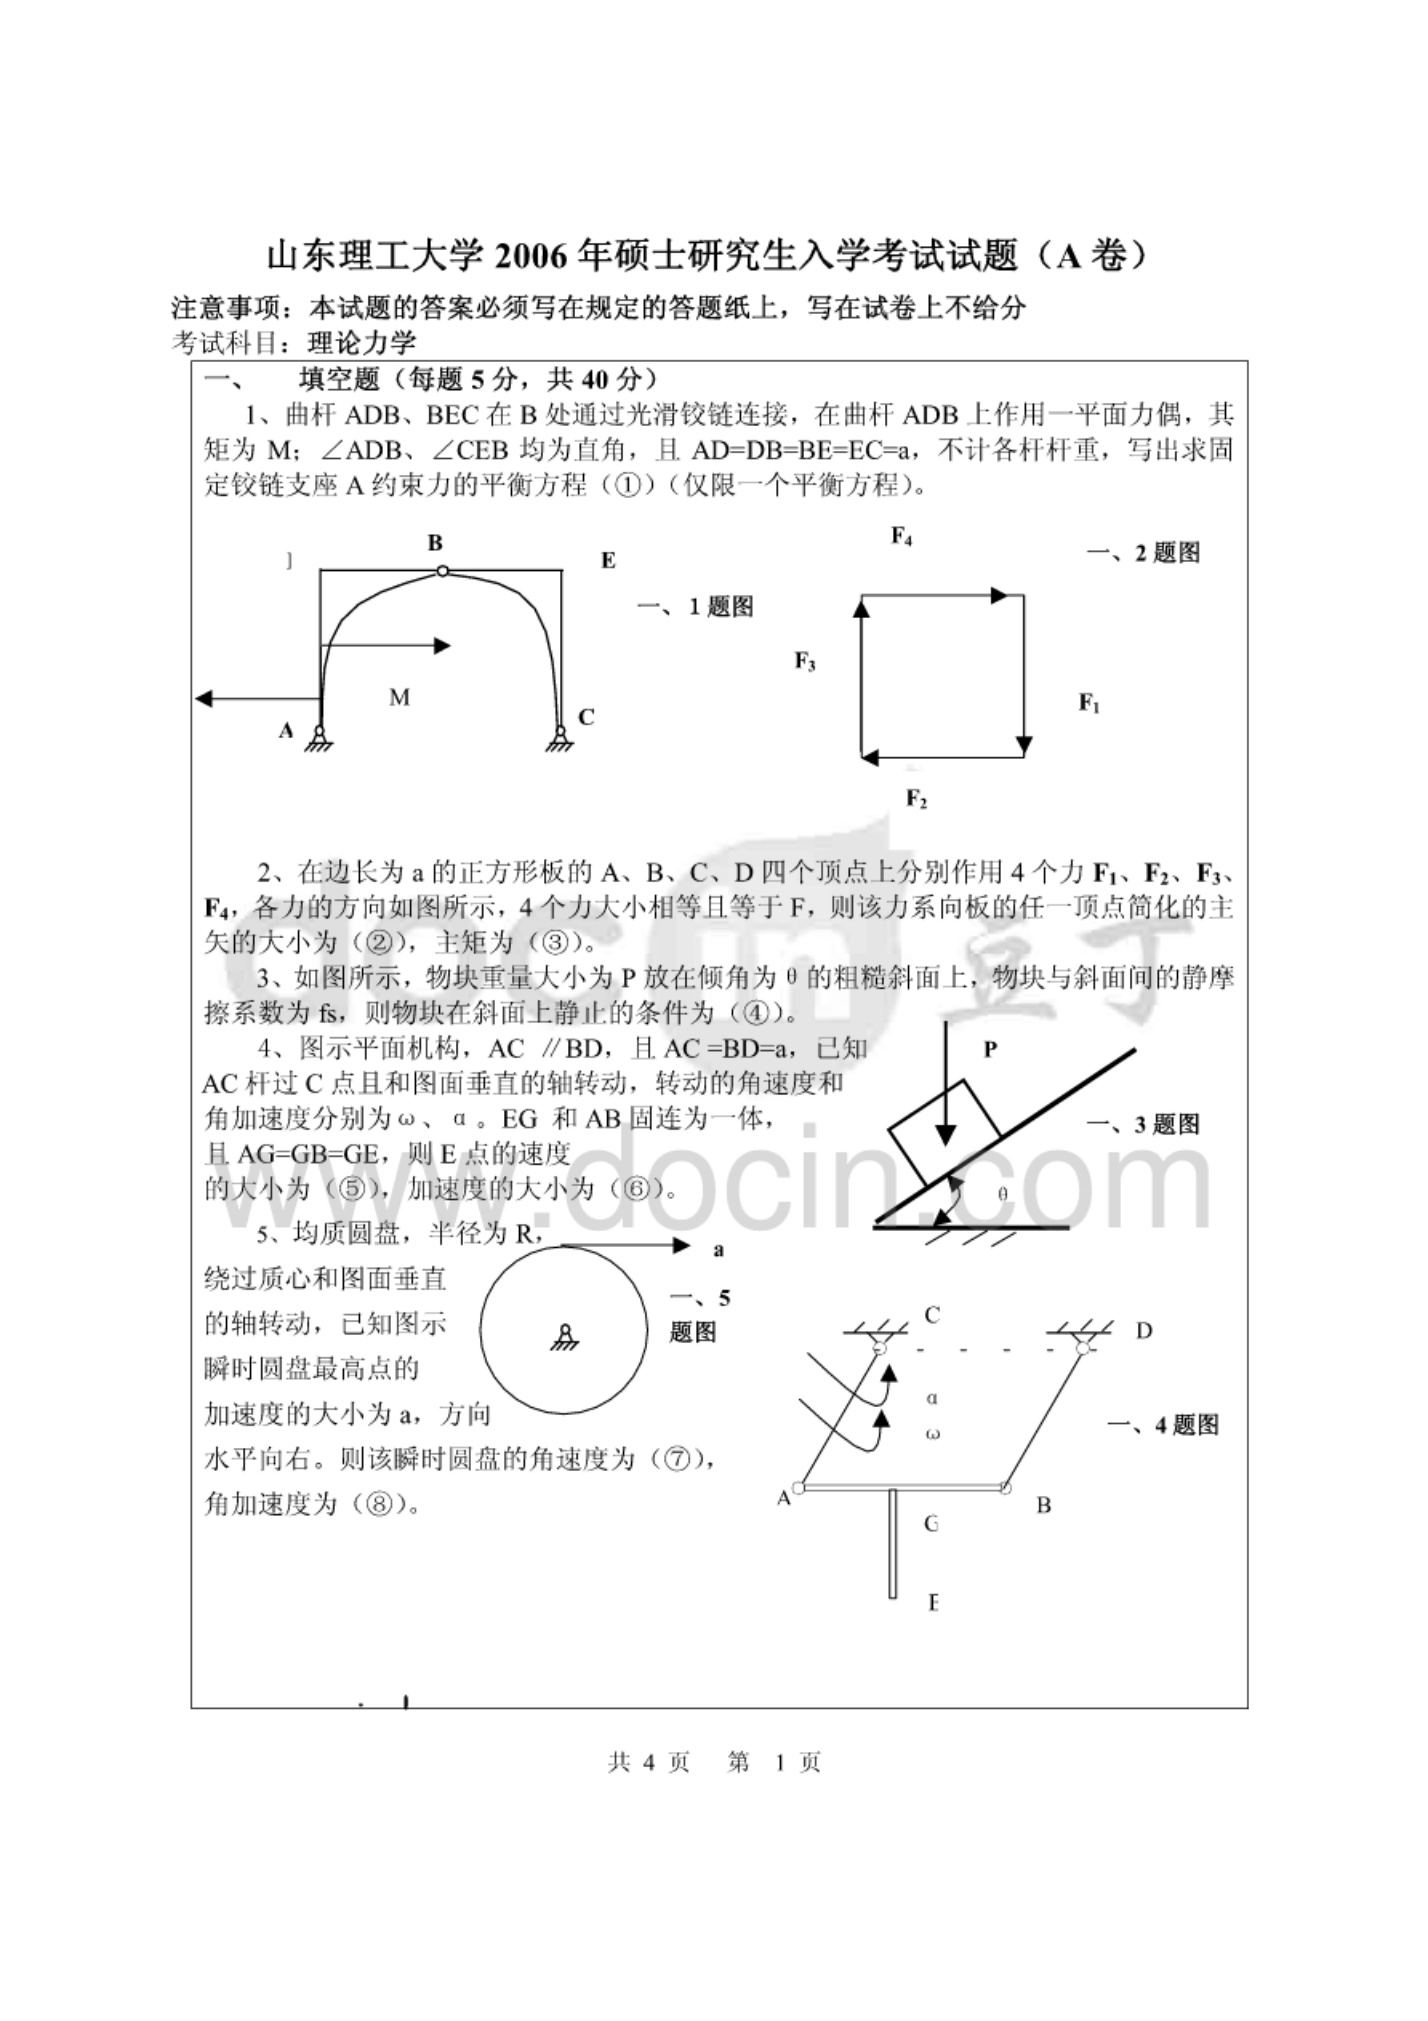 山东理工大学 2006 年硕士研究生入学考试试题（A 卷）
注意事项：本试题的答案必须写在规定的答题纸上，写在试卷上不给分
考试科目：理论力学
一、 填空题（每题 5 分，共 40 分）
1、曲杆 ADB、BEC 在 B 处通过光滑铰链连接，在曲杆 ADB 上作用一平面力偶，其
矩为 M；∠ADB、∠CEB 均为直角，且 AD=DB=BE=EC=a，不计各杆杆重，写出求固
定铰链支座 A 约束力的平衡方程（①）（仅限一个平衡方程）。
B
E
一、1 题图
M
A
C
F4
一、2 题图
F3
F1
F2
2、在边长为 a 的正方形板的 A、B、C、D 四个顶点上分别作用 4 个力 F1、F2、F3、
F4，各力的方向如图所示，4 个力大小相等且等于 F，则该力系向板的任一顶点简化的主
矢的大小为（②），主矩为（③）。
3、如图所示，物块重量大小为 P 放在倾角为 θ 的粗糙斜面上，物块与斜面间的静摩
擦系数为 fs，则物块在斜面上静止的条件为（④）。
4、图示平面机构，AC ∥BD，且 AC =BD=a，已知
AC 杆过 C 点且和图面垂直的轴转动，转动的角速度和
角加速度分别为 ω、α。EG 和 AB 固连为一体，
且 AG=GB=GE，则 E 点的速度
的大小为（⑤），加速度的大小为（⑥）。
P
一、3 题图
θ
5、均质圆盘，半径为 R，
绕过质心和图面垂直
的轴转动，已知图示
瞬时圆盘最高点的
加速度的大小为 a，方向
水平向右。则该瞬时圆盘的角速度为（⑦），
角加速度为（⑧）。
a
一、5
题图
C
D
α
ω
一、4 题图
A
B
G
E
共 4 页 第 1 页
docin 豆丁
www.docin.com